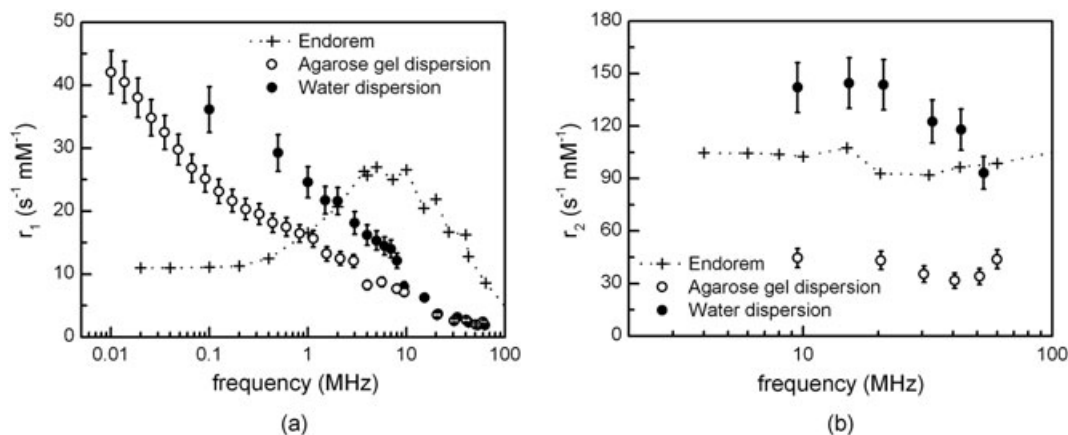 50
40
30
20
10
0
r₁ (s⁻¹ mM⁻¹)
Endorem
Agarose gel dispersion
Water dispersion
0.01 0.1 1 10 100
frequency (MHz)
(a)
180
150
120
90
60
30
0
r₂ (s⁻¹ mM⁻¹)
Endorem
Agarose gel dispersion
Water dispersion
10 100
frequency (MHz)
(b)